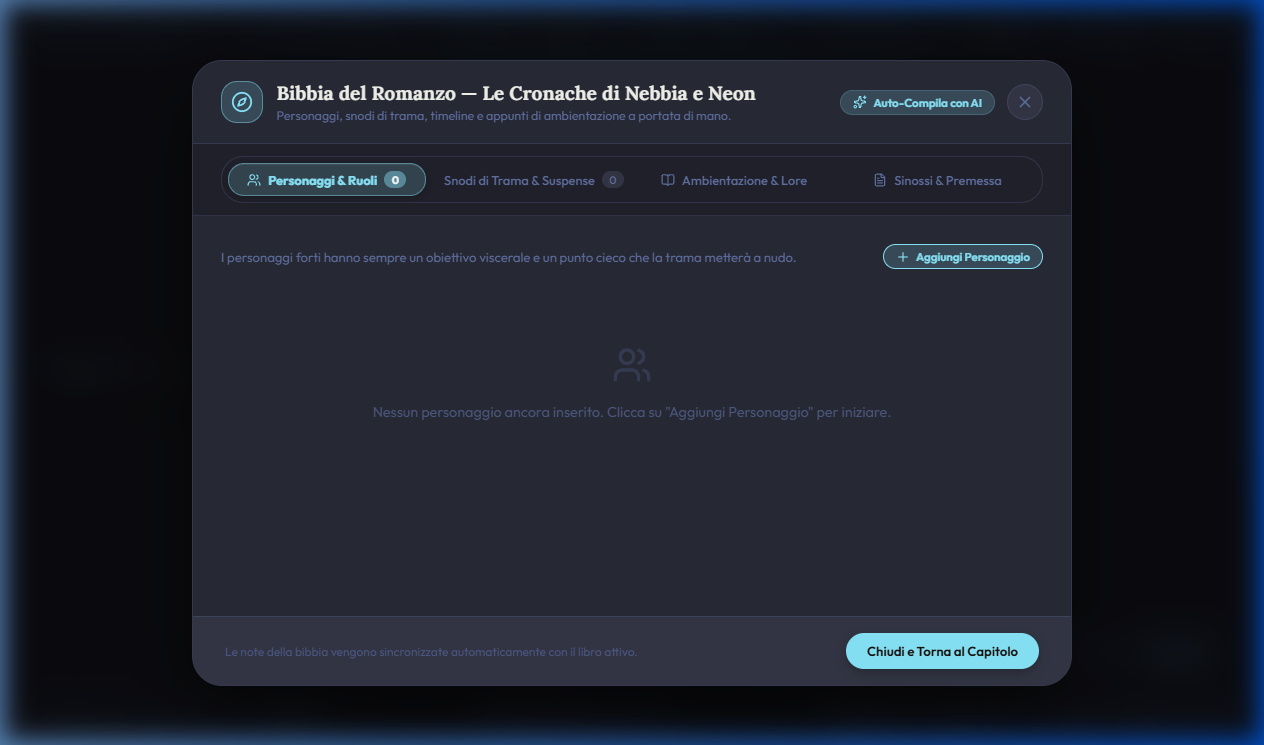 Bibbia del Romanzo — Le Cronache di Nebbia e Neon
Personaggi, snodi di trama, timeline e appunti di ambientazione a portata di mano.
Auto-Compila con AI
Personaggi & Ruoli 0
Snodi di Trama & Suspense 0
Ambientazione & Lore
Sinossi & Premessa
I personaggi forti hanno sempre un obiettivo viscerale e un punto cieco che la trama metterà a nudo.
Aggiungi Personaggio
Nessun personaggio ancora inserito. Clicca su "Aggiungi Personaggio" per iniziare.
Le note della bibbia vengono sincronizzate automaticamente con il libro attivo.
Chiudi e Torna al Capitolo